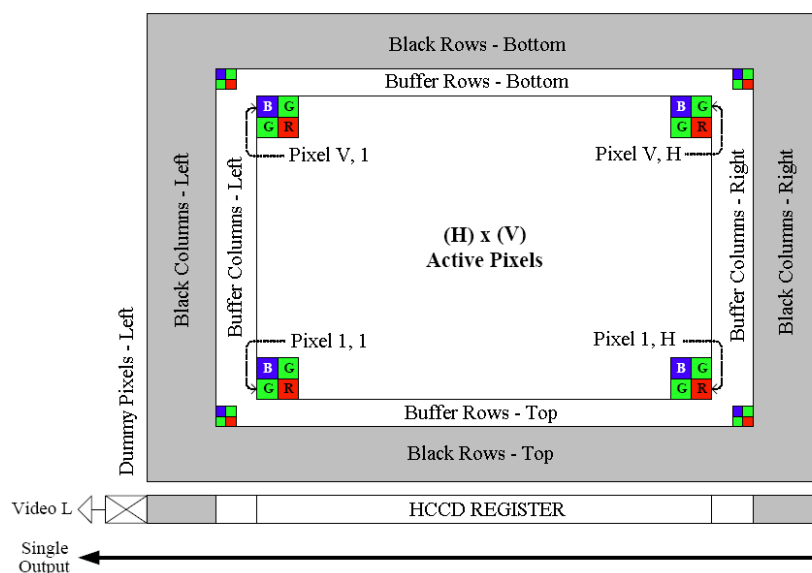 Black Rows - Bottom
Buffer Rows - Bottom
B G
G R
B G
G R
Pixel V, 1
Pixel V, H
Black Columns - Left
Buffer Columns - Left
(H) x (V)
Active Pixels
Buffer Columns - Right
Black Columns - Right
Dummy Pixels - Left
Pixel 1, 1
Pixel 1, H
B G
G R
B G
G R
Buffer Rows - Top
Black Rows - Top
Video L
HCCD REGISTER
Single
Output